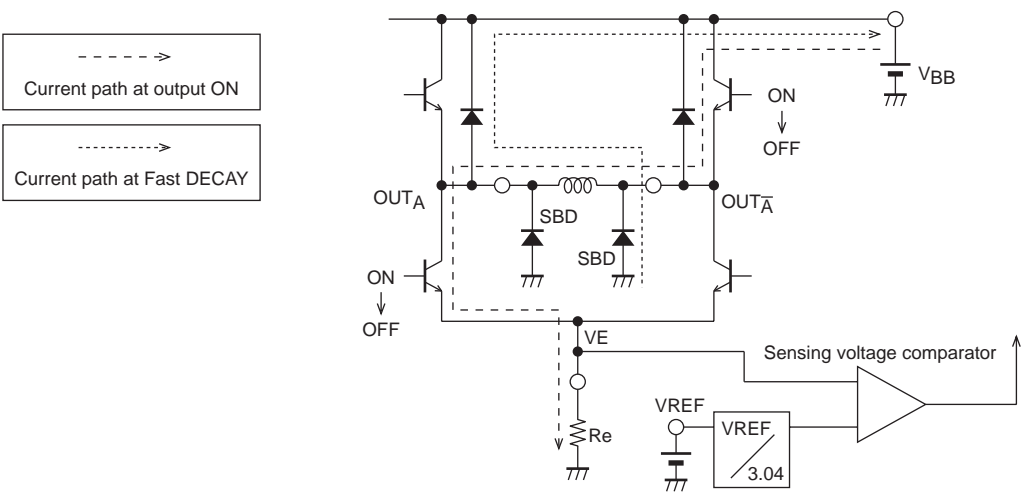 Current path at output ON
Current path at Fast DECAY
VBB
ON
OFF
OUTA
OUTA̅
SBD
SBD
ON
OFF
VE
Sensing voltage comparator
VREF
VREF
3.04
Re